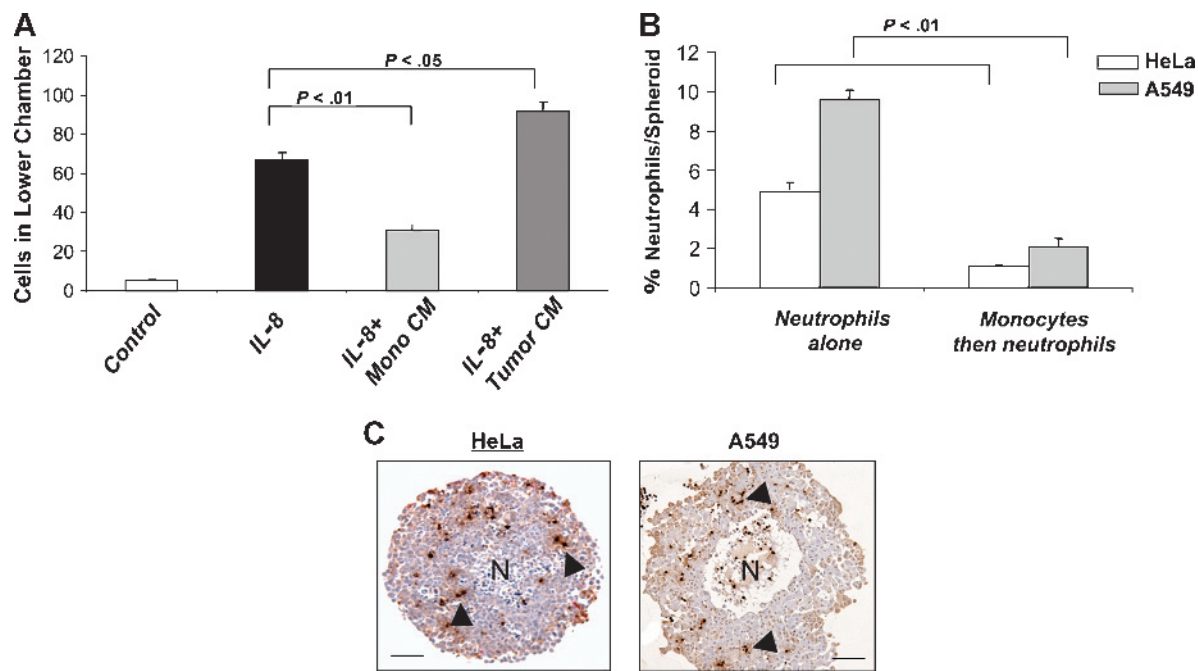 A
Cells in Lower Chamber
120
100
80
60
40
20
0
P < .05
P < .01
Control
IL-8
IL-8+
Mono CM
IL-8+
Tumor CM
B
% Neutrophils/Spheroid
12
10
8
6
4
2
0
P < .01
HeLa
A549
Neutrophils
alone
Monocytes
then neutrophils
C
HeLa
A549
N
N